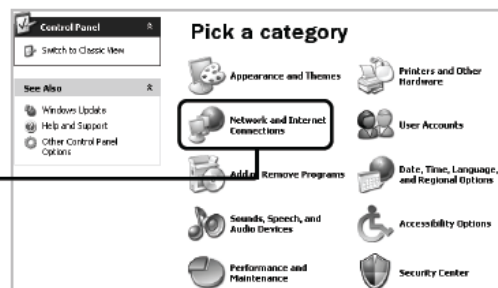 Control Panel
Switch to Classic View
See Also
Windows Update
Help and Support
Other Control Panel
Options
Pick a category
Appearance and Themes
Printers and Other
Hardware
Network and Internet
Connections
User Accounts
Add or Remove Programs
Date, Time, Language,
and Regional Options
Sounds, Speech, and
Audio Devices
Accessibility Options
Performance and
Maintenance
Security Center